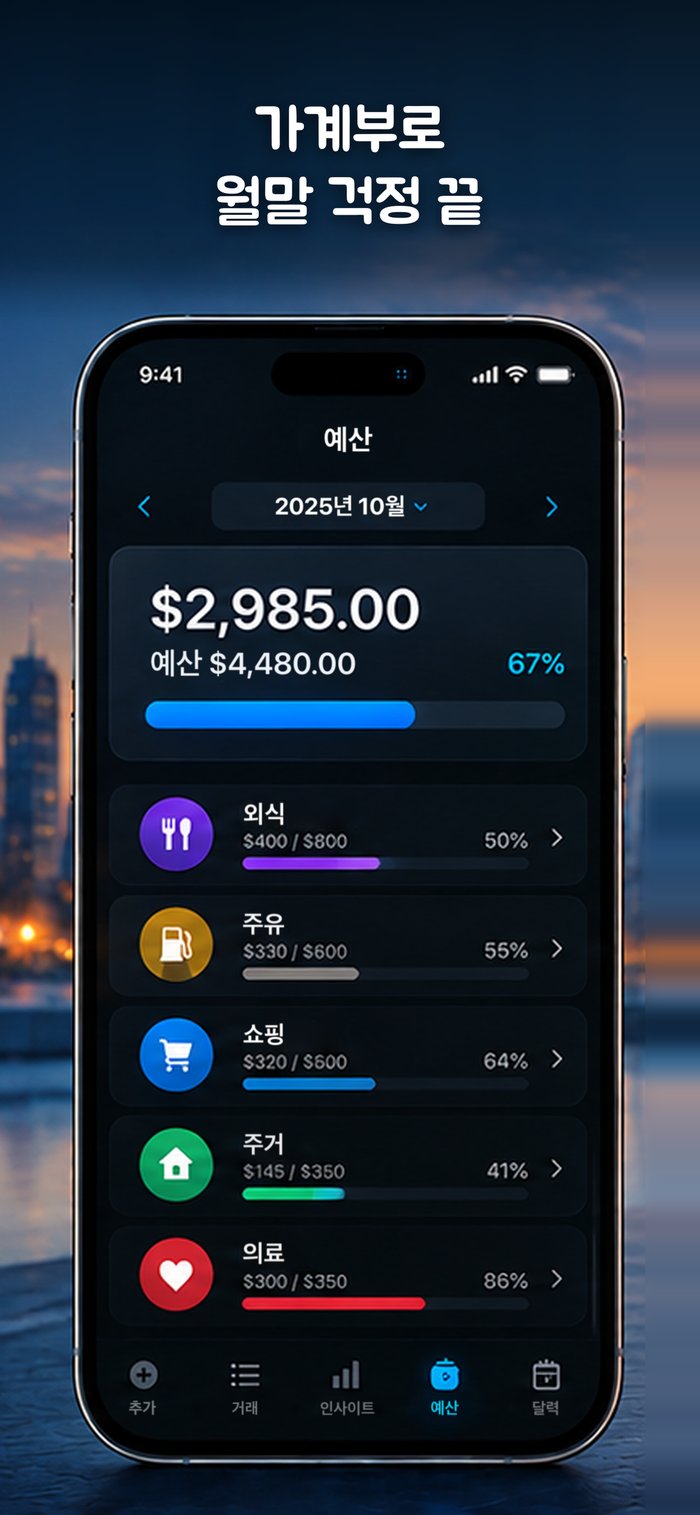 가계부로
월말 걱정 끝
9:41
예산
2025년 10월
$2,985.00
예산 $4,480.00
67%
외식
$400 / $800
50%
주유
$330 / $600
55%
쇼핑
$320 / $600
64%
주거
$145 / $350
41%
의료
$300 / $350
86%
추가
거래
인사이트
예산
달력